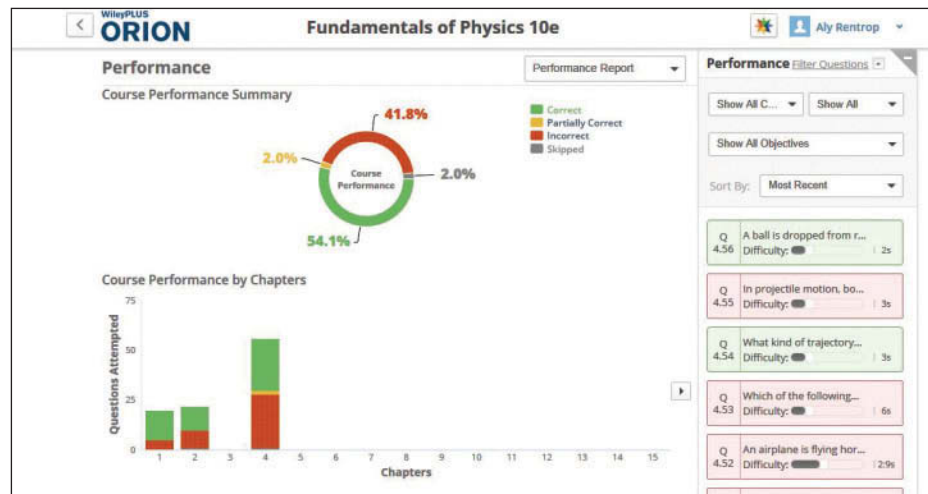 WileyPLUS
ORION
Fundamentals of Physics 10e
Aly Rentrop
Performance
Performance Report
Course Performance Summary
41.8%
2.0%
Course
Performance
2.0%
54.1%
Correct
Partially Correct
Incorrect
Skipped
Course Performance by Chapters
Questions Attempted
75
50
25
0
1 2 3 4 5 6 7 8 9 10 11 12 13 14 15
Chapters
Performance Filter Questions
Show All C... Show All
Show All Objectives
Sort By: Most Recent
Q
4.56
A ball is dropped from r...
Difficulty: 2s
Q
4.55
In projectile motion, bo...
Difficulty: 3s
Q
4.54
What kind of trajectory...
Difficulty: 3s
Q
4.53
Which of the following...
Difficulty: 6s
Q
4.52
An airplane is flying hor...
Difficulty: 2:9s